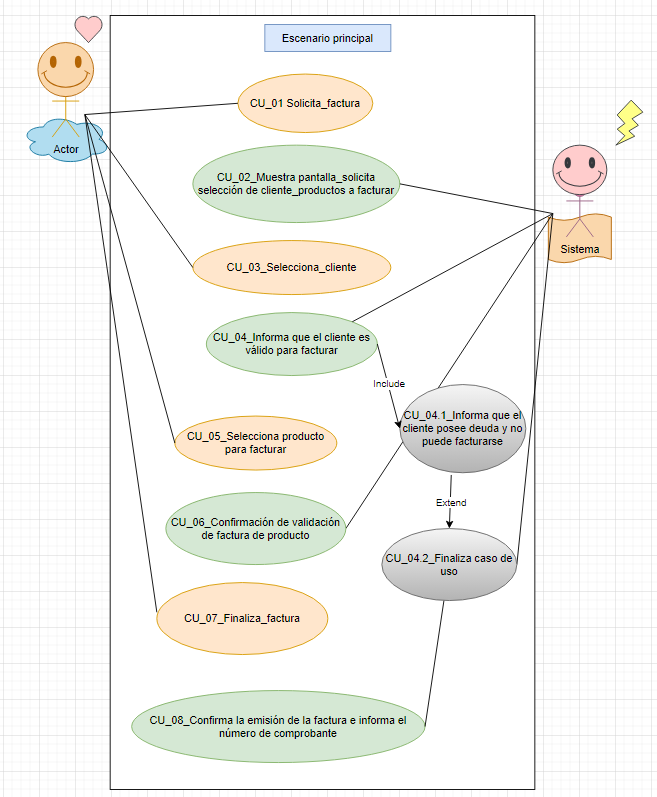 Escenario principal
CU_01 Solicita_factura
Actor
CU_02_Muestra pantalla_solicita
selección de cliente_productos a facturar
Sistema
CU_03_Selecciona_cliente
CU_04_Informa que el cliente es
válido para facturar
Include
CU_04.1_Informa que el
cliente posee deuda y no
puede facturarse
CU_05_Selecciona producto
para facturar
Extend
CU_06_Confirmación de validación
de factura de producto
CU_04.2_Finaliza caso de
uso
CU_07_Finaliza_factura
CU_08_Confirma la emisión de la factura e informa el
número de comprobante